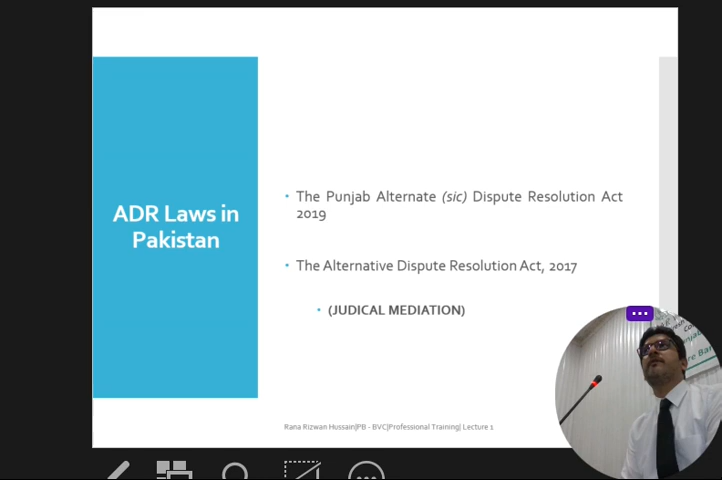 ADR Laws in
Pakistan
• The Punjab Alternate (sic) Dispute Resolution Act
2019
• The Alternative Dispute Resolution Act, 2017
• (JUDICAL MEDIATION)
Rana Rizwan Hussain|PB - BVC|Professional Training| Lecture 1